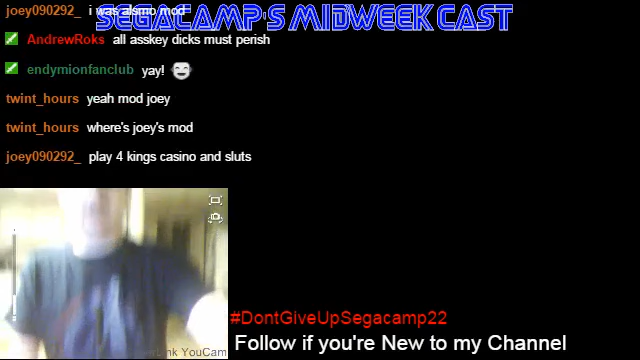 SEGACAMP'S MIDWEEK CAST
joey090292_ i was alsmo mod
AndrewRoks all asskey dicks must perish
endymionfanclub yay!
twint_hours yeah mod joey
twint_hours where's joey's mod
joey090292_ play 4 kings casino and sluts
YouCam
#DontGiveUpSegacamp22
Follow if you're New to my Channel